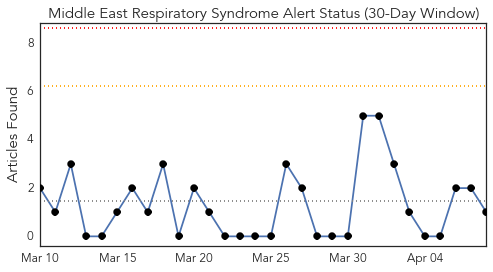 Middle East Respiratory Syndrome Alert Status (30-Day Window)
Articles Found
8
6
4
2
0
Mar 10 Mar 15 Mar 20 Mar 25 Mar 30 Apr 04